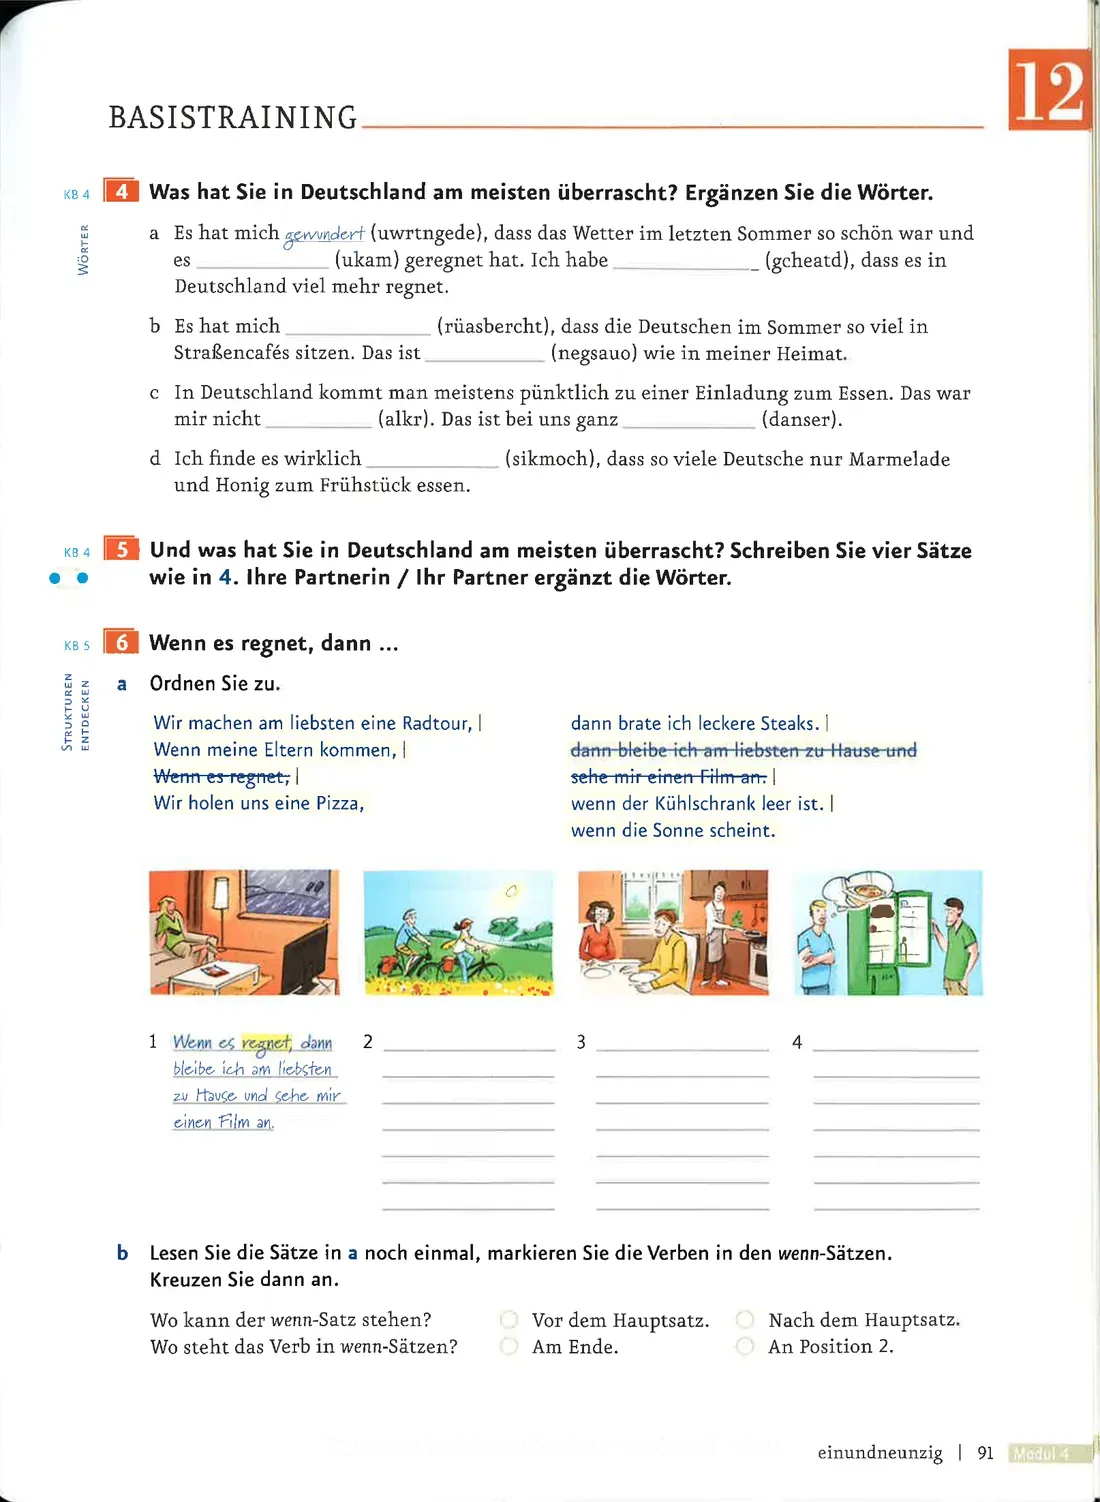 12
BASISTRAINING
KB 4 4 Was hat Sie in Deutschland am meisten überrascht? Ergänzen Sie die Wörter.
WÖRTER
a Es hat mich gewundert (uwrtngede), dass das Wetter im letzten Sommer so schön war und
es ____________ (ukam) geregnet hat. Ich habe ____________ (gcheatd), dass es in
Deutschland viel mehr regnet.
b Es hat mich ____________ (rüasbercht), dass die Deutschen im Sommer so viel in
Straßencafés sitzen. Das ist ____________ (negsauo) wie in meiner Heimat.
c In Deutschland kommt man meistens pünktlich zu einer Einladung zum Essen. Das war
mir nicht ____________ (alkr). Das ist bei uns ganz ____________ (danser).
d Ich finde es wirklich ____________ (sikmoch), dass so viele Deutsche nur Marmelade
und Honig zum Frühstück essen.
KB 4 5 Und was hat Sie in Deutschland am meisten überrascht? Schreiben Sie vier Sätze
wie in 4. Ihre Partnerin / Ihr Partner ergänzt die Wörter.
KB 5 6 Wenn es regnet, dann ...
STRUKTUREN
ENTDECKEN
a Ordnen Sie zu.
Wir machen am liebsten eine Radtour, |
Wenn meine Eltern kommen, |
Wenn es regnet, |
Wir holen uns eine Pizza,
dann brate ich leckere Steaks. |
dann bleibe ich am liebsten zu Hause und
sehe mir einen Film an. |
wenn der Kühlschrank leer ist. |
wenn die Sonne scheint.
1 Wenn es regnet, dann
bleibe ich am liebsten
zu Hause und sehe mir
einen Film an.
2
3
4
b Lesen Sie die Sätze in a noch einmal, markieren Sie die Verben in den wenn-Sätzen.
Kreuzen Sie dann an.
Wo kann der wenn-Satz stehen? Vor dem Hauptsatz. Nach dem Hauptsatz.
Wo steht das Verb in wenn-Sätzen? Am Ende. An Position 2.
einundneunzig | 91 Modul 4